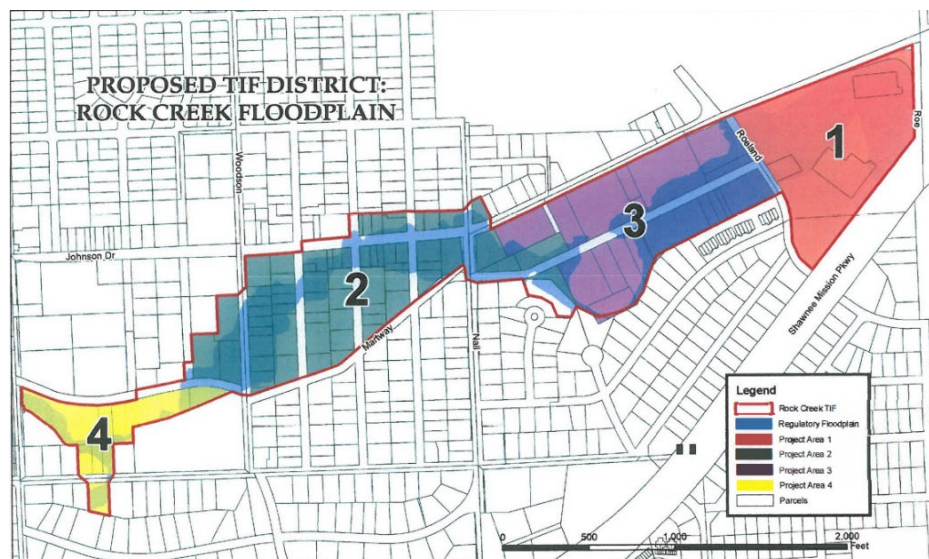 PROPOSED TIF DISTRICT:
ROCK CREEK FLOODPLAIN
Woodson
Johnson Dr
Martway
Nall
Roeland
Roe
Shawnee Mission Pkwy
1
2
3
4
Legend
Rock Creek TIF
Regulatory Floodplain
Project Area 1
Project Area 2
Project Area 3
Project Area 4
Parcels
0 500 1,000 2,000
Feet